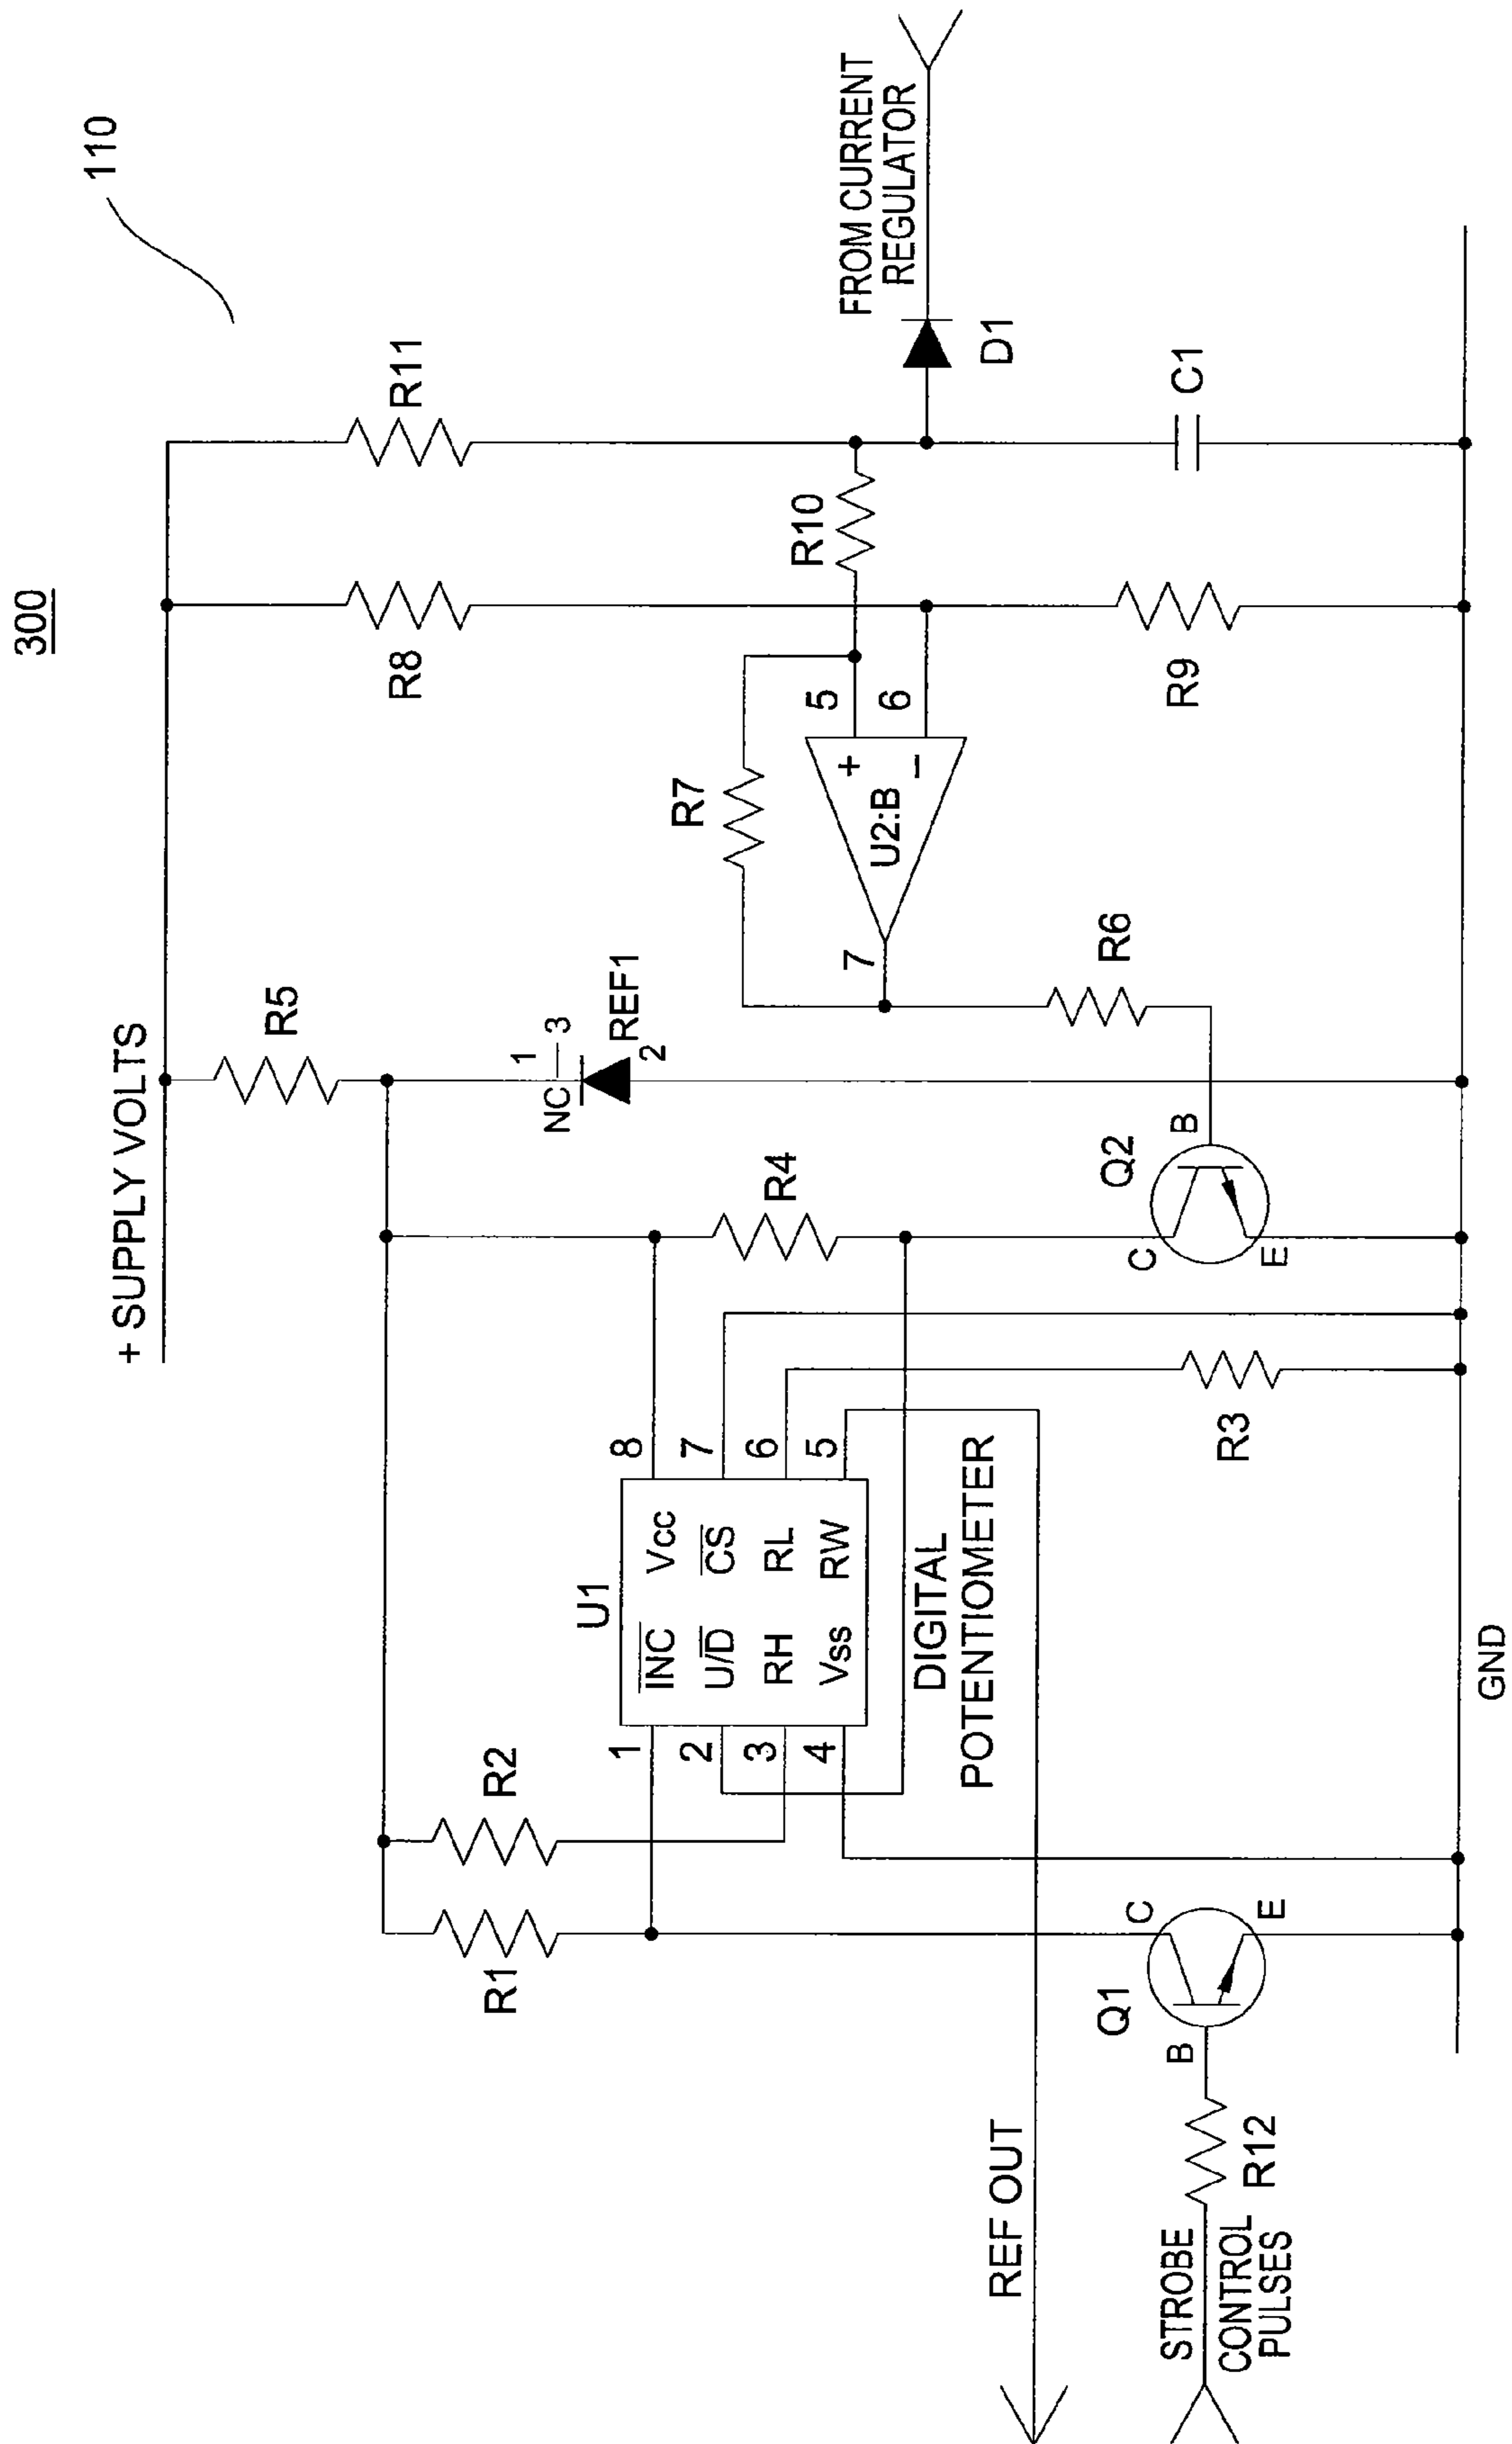 300
110
+ SUPPLY VOLTS
R5
R8
R11
NC 1 3
REF1
2
R7
R10
FROM CURRENT
REGULATOR
D1
C1
U2:B
+
−
5
6
7
R6
R9
R4
Q2
B
C
E
R1
R2
U1
INC Vcc
U/D CS
RH RL
Vss RW
1
2
3
4
8
7
6
5
DIGITAL
POTENTIOMETER
R3
Q1
B
C
E
R12
REF OUT
STROBE
CONTROL
PULSES
GND